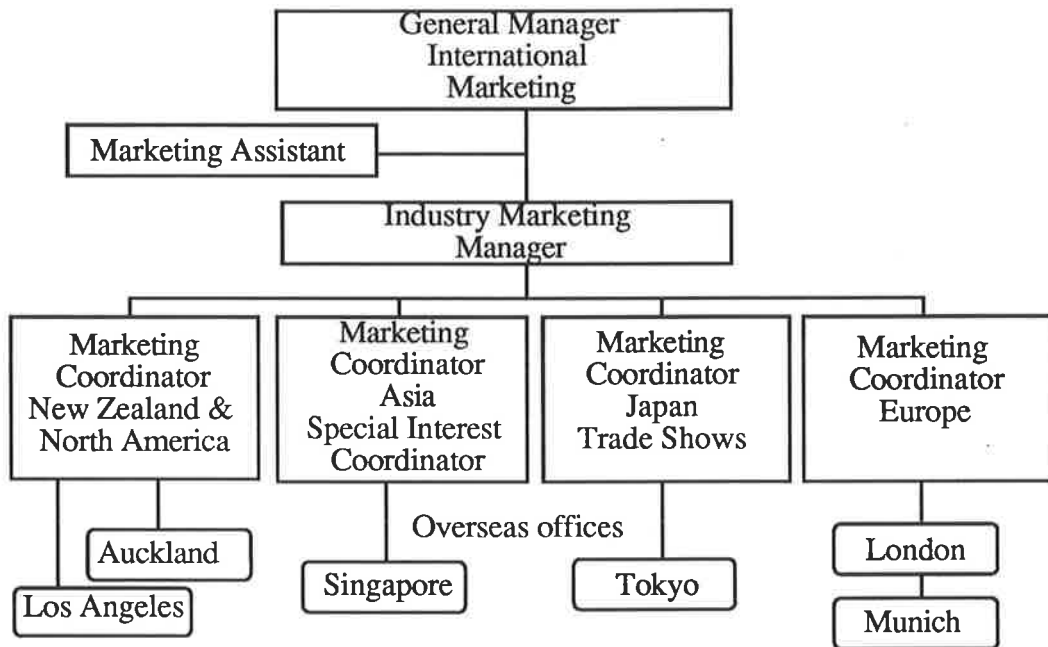 General Manager
International
Marketing
Marketing Assistant
Industry Marketing
Manager
Marketing
Coordinator
New Zealand &
North America
Marketing
Coordinator
Asia
Special Interest
Coordinator
Marketing
Coordinator
Japan
Trade Shows
Marketing
Coordinator
Europe
Overseas offices
Auckland
Los Angeles
Singapore
Tokyo
London
Munich